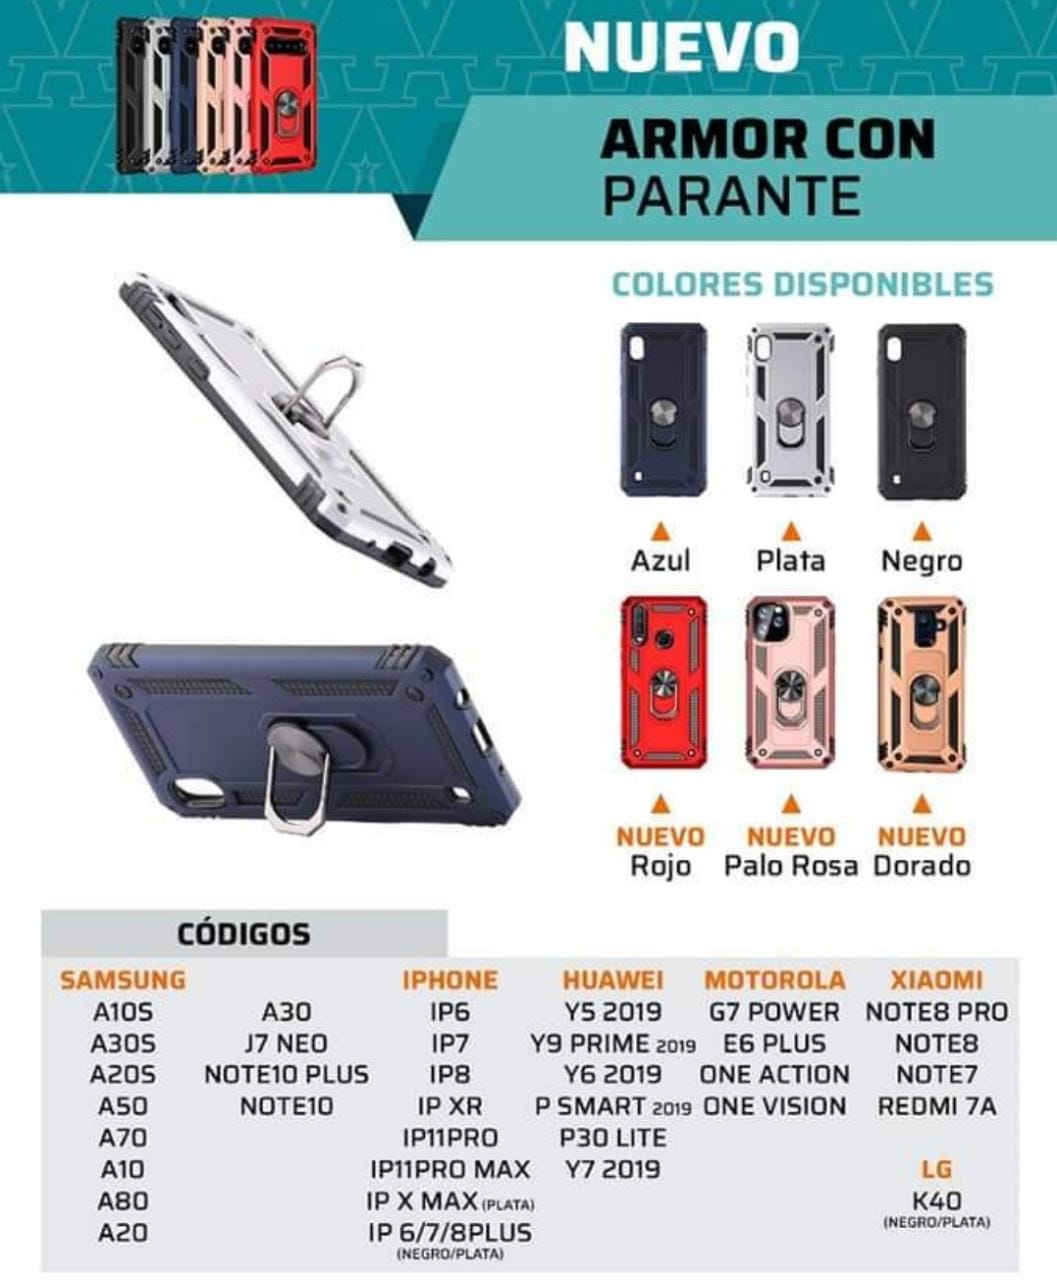 NUEVO
ARMOR CON
PARANTE
COLORES DISPONIBLES
Azul
Plata
Negro
NUEVO
Rojo
NUEVO
Palo Rosa
NUEVO
Dorado
CÓDIGOS
SAMSUNG
A10S
A30S
A20S
A50
A70
A10
A80
A20
A30
J7 NEO
NOTE10 PLUS
NOTE10
IPHONE
IP6
IP7
IP8
IP XR
IP11PRO
IP11PRO MAX
IP X MAX (PLATA)
IP 6/7/8PLUS
(NEGRO/PLATA)
HUAWEI
Y5 2019
Y9 PRIME 2019
Y6 2019
P SMART 2019
P30 LITE
Y7 2019
MOTOROLA
G7 POWER
E6 PLUS
ONE ACTION
ONE VISION
XIAOMI
NOTE8 PRO
NOTE8
NOTE7
REDMI 7A
LG
K40
(NEGRO/PLATA)